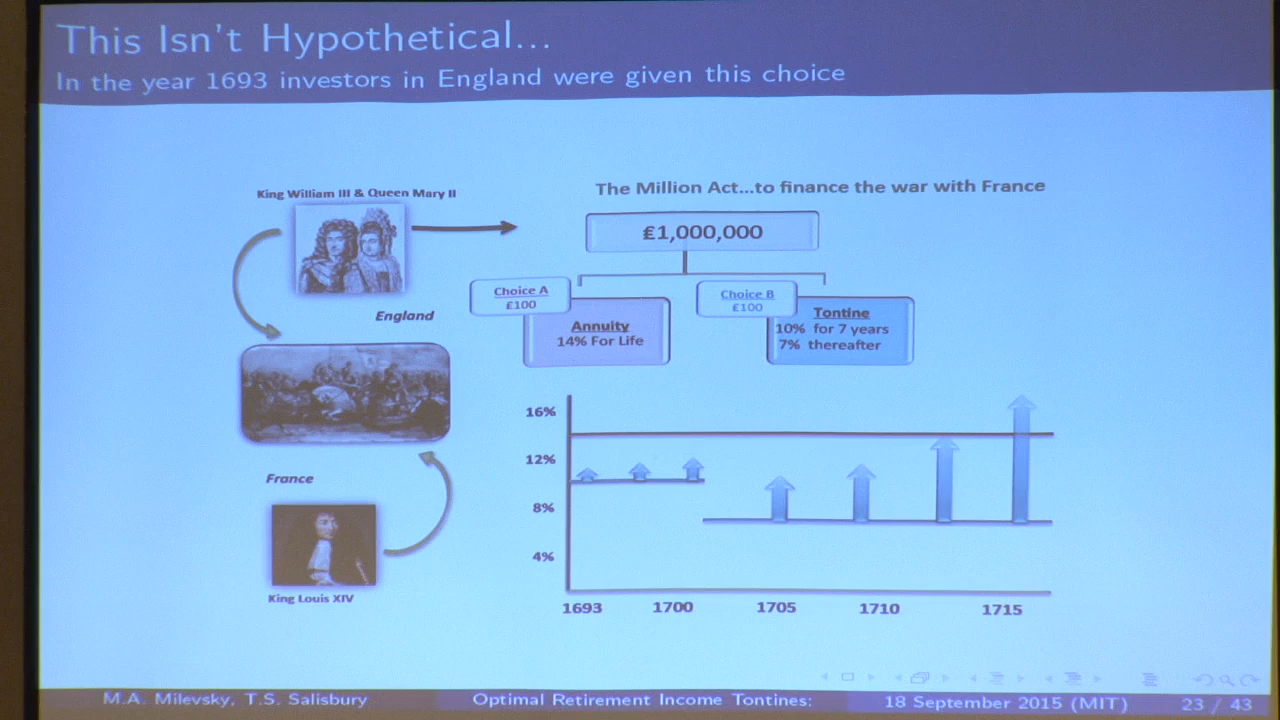 This Isn't Hypothetical...
In the year 1693 investors in England were given this choice
King William III & Queen Mary II
The Million Act...to finance the war with France
£1,000,000
Choice A
£100
Annuity
14% For Life
Choice B
£100
Tontine
10% for 7 years
7% thereafter
England
France
King Louis XIV
16%
12%
8%
4%
1693 1700 1705 1710 1715
M.A. Milevsky, T.S. Salisbury Optimal Retirement Income Tontines: 18 September 2015 (MIT) 23 / 43